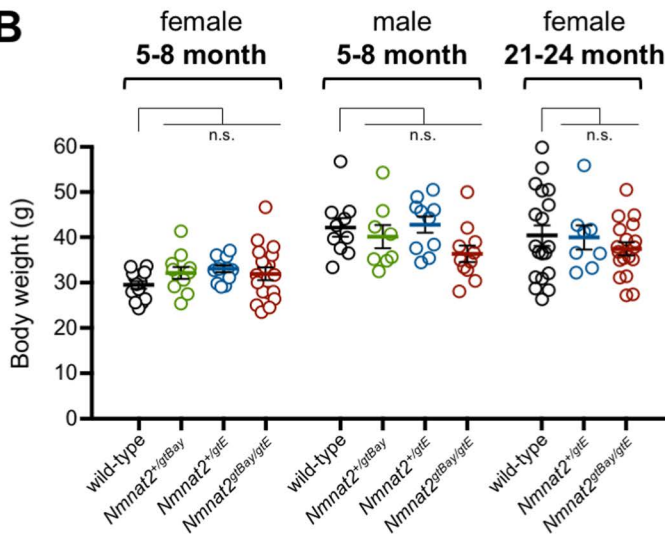 B
female male female
5-8 month 5-8 month 21-24 month
n.s. n.s. n.s.
Body weight (g)
60
50
40
30
20
10
0
wild-type Nmnat2+/gtBay Nmnat2+/gtE Nmnat2gtBay/gtE wild-type Nmnat2+/gtBay Nmnat2+/gtE Nmnat2gtBay/gtE wild-type Nmnat2+/gtE Nmnat2gtBay/gtE